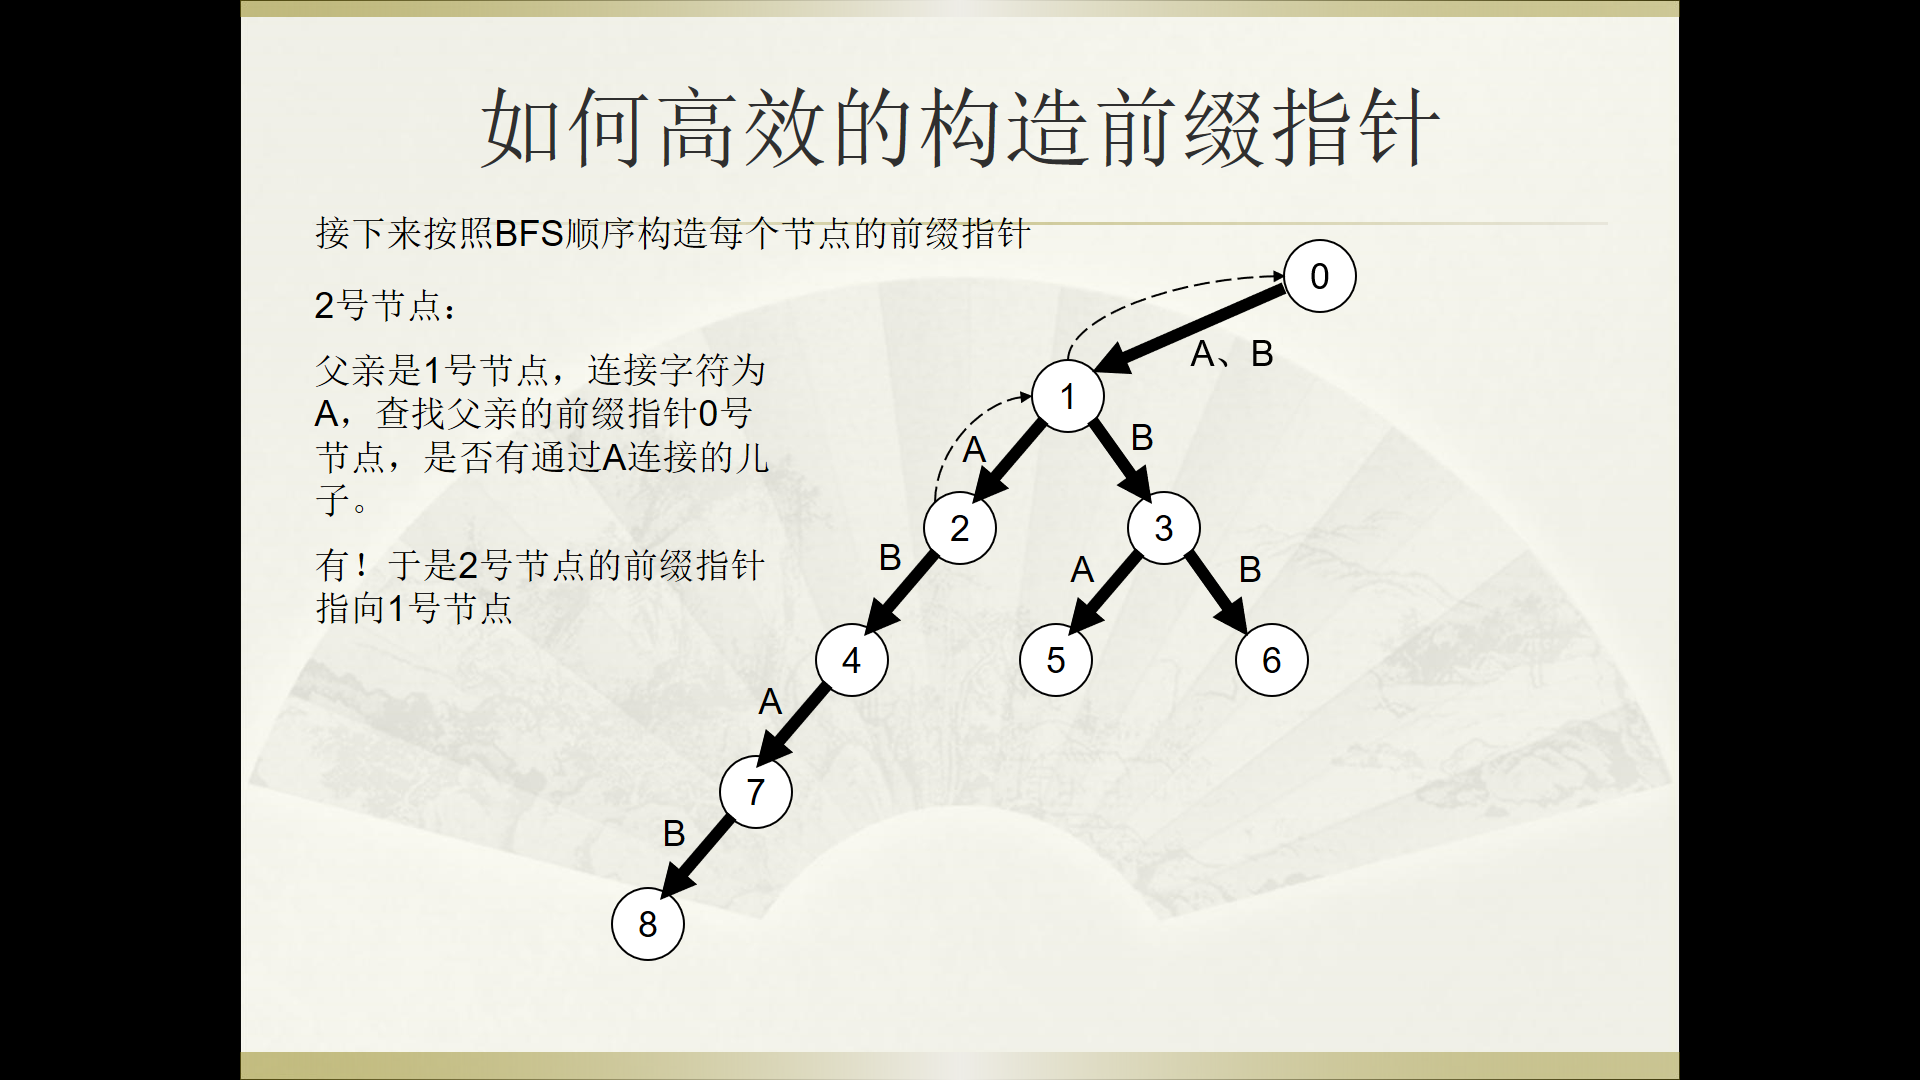 如何高效的构造前缀指针
接下来按照BFS顺序构造每个节点的前缀指针
2号节点：
父亲是1号节点，连接字符为
A，查找父亲的前缀指针0号
节点，是否有通过A连接的儿
子。
有！于是2号节点的前缀指针
指向1号节点
0
A、B
1
A
B
2
3
B
A
B
4
5
6
A
7
B
8